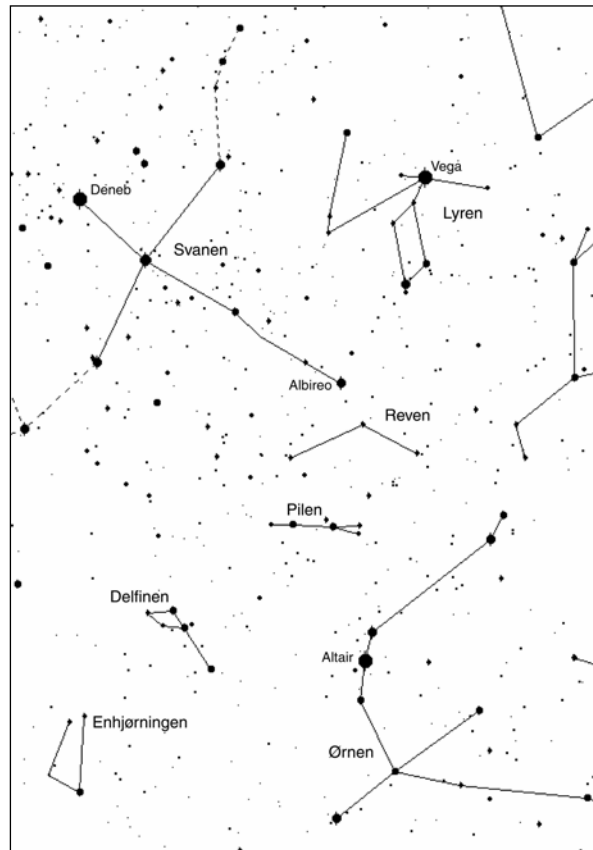 Vega
Deneb
Lyren
Svanen
Albireo
Reven
Pilen
Delfinen
Altair
Enhjørningen
Ørnen